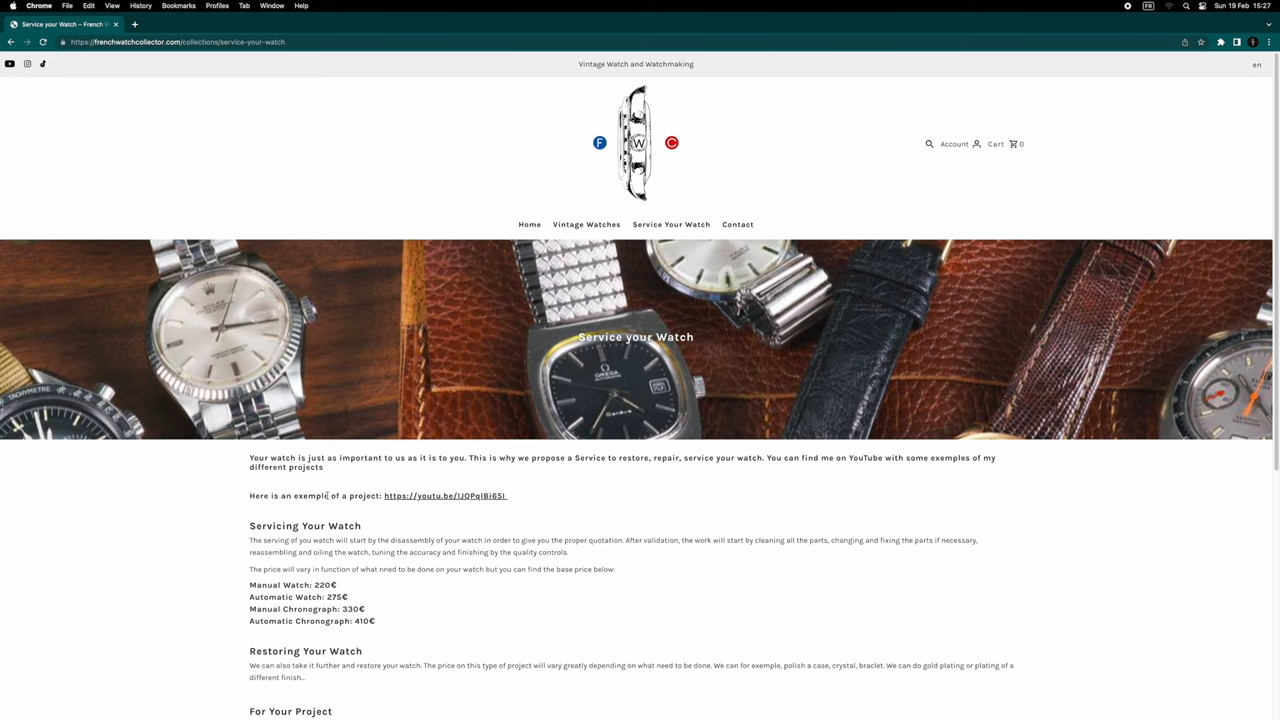 Chrome File Edit View History Bookmarks Profiles Tab Window Help FR Sun 19 Feb 15:27
Service your Watch – French W
https://frenchwatchcollector.com/collections/service-your-watch
Vintage Watch and Watchmaking
en
F W C
Account Cart 0
Home Vintage Watches Service Your Watch Contact
TACHYMETRE
ROLEX
OMEGA
AUTOMATIC
Genève
Service your Watch
Your watch is just as important to us as it is to you. This is why we propose a Service to restore, repair, service your watch. You can find me on YouTube with some exemples of my
different projects
Here is an exemple of a project: https://youtu.be/lJQPqlBi65I
Servicing Your Watch
The serving of you watch will start by the disassembly of your watch in order to give you the proper quotation. After validation, the work will start by cleaning all the parts, changing and fixing the parts if necessary,
reassembling and oiling the watch, tuning the accuracy and finishing by the quality controls.
The price will vary in function of what nned to be done on your watch but you can find the base price below:
Manual Watch: 220€
Automatic Watch: 275€
Manual Chronograph: 330€
Automatic Chronograph: 410€
Restoring Your Watch
We can also take it further and restore your watch. The price on this type of project will vary greatly depending on what need to be done. We can for exemple, polish a case, crystal, braclet. We can do gold plating or plating of a
different finish...
For Your Project